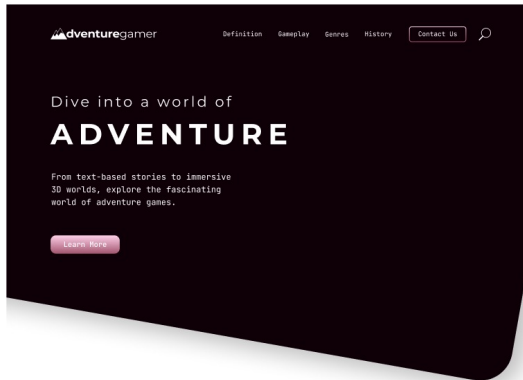 dventuregamer
Definition Gameplay Genres History Contact Us
Dive into a world of
ADVENTURE
From text-based stories to immersive
3D worlds, explore the fascinating
world of adventure games.
Learn More